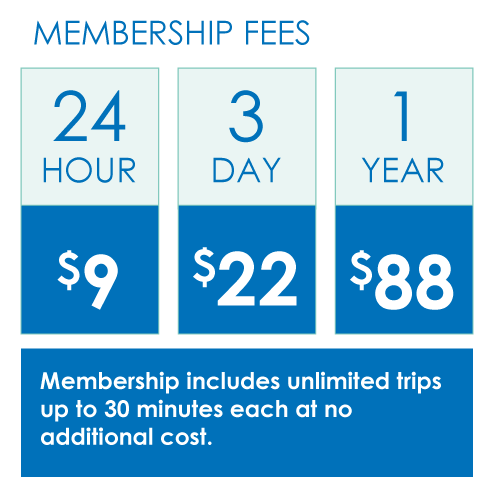 MEMBERSHIP FEES
24
HOUR
$9
3
DAY
$22
1
YEAR
$88
Membership includes unlimited trips
up to 30 minutes each at no
additional cost.